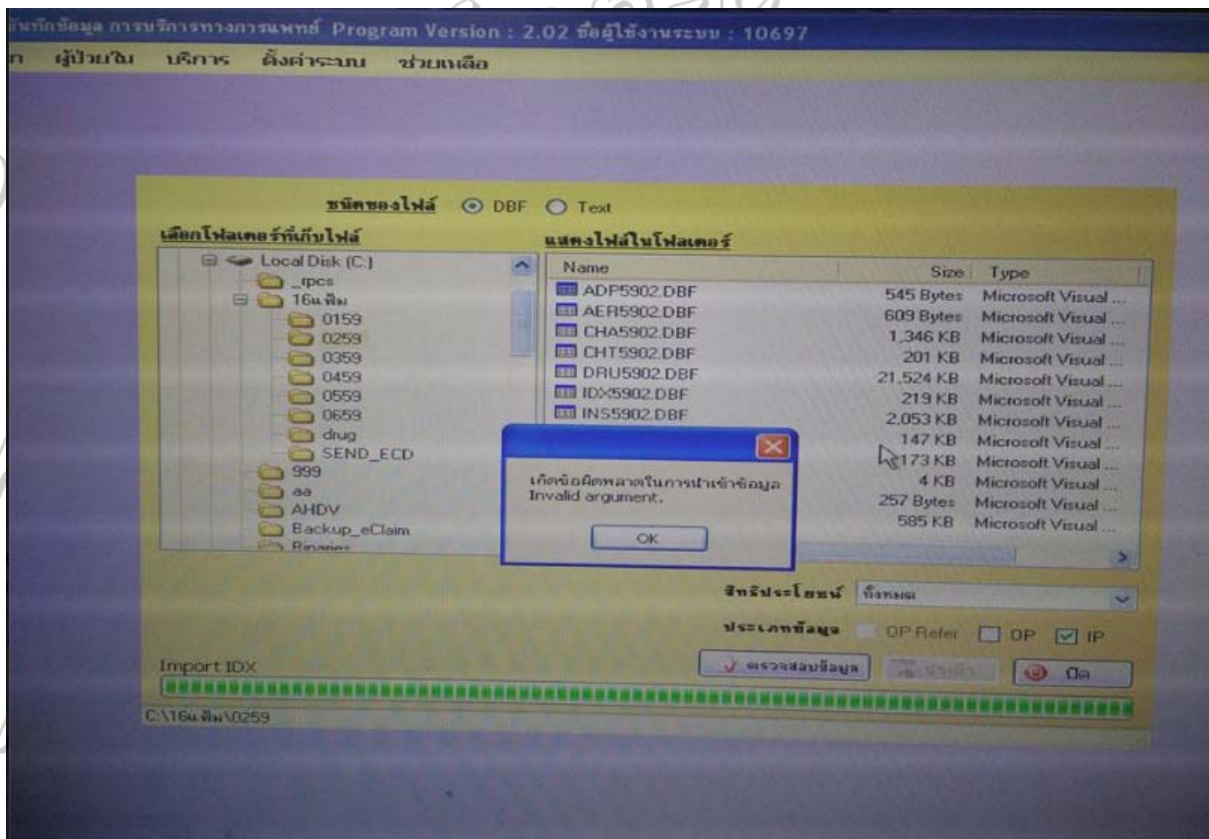 บันทึกข้อมูล การบริการทางการแพทย์ Program Version : 2.02 ชื่อผู้ใช้งานระบบ : 10697
ผู้ป่วยใน บริการ ตั้งค่าระบบ ช่วยเหลือ
ชนิดของไฟล์ DBF Text
เลือกโฟลเดอร์ที่เก็บไฟล์
แสดงไฟล์ในโฟลเดอร์
Local Disk (C:)
_rpcs
16แฟ้ม
0159
0259
0359
0459
0559
0659
drug
SEND_ECD
999
aa
AHDV
Backup_eClaim
Binaries
Name Size Type
ADP5902.DBF 545 Bytes Microsoft Visual ...
AER5902.DBF 609 Bytes Microsoft Visual ...
CHA5902.DBF 1,346 KB Microsoft Visual ...
CHT5902.DBF 201 KB Microsoft Visual ...
DRU5902.DBF 21,524 KB Microsoft Visual ...
IDX5902.DBF 219 KB Microsoft Visual ...
INS5902.DBF 2,053 KB Microsoft Visual ...
147 KB Microsoft Visual ...
173 KB Microsoft Visual ...
4 KB Microsoft Visual ...
257 Bytes Microsoft Visual ...
585 KB Microsoft Visual ...
เกิดข้อผิดพลาดในการนำเข้าข้อมูล
Invalid argument.
OK
สิทธิประโยชน์ ทั้งหมด
ประเภทข้อมูล OP Refer OP IP
ตรวจสอบข้อมูล นำเข้า ปิด
Import IDX
C:\16แฟ้ม\0259